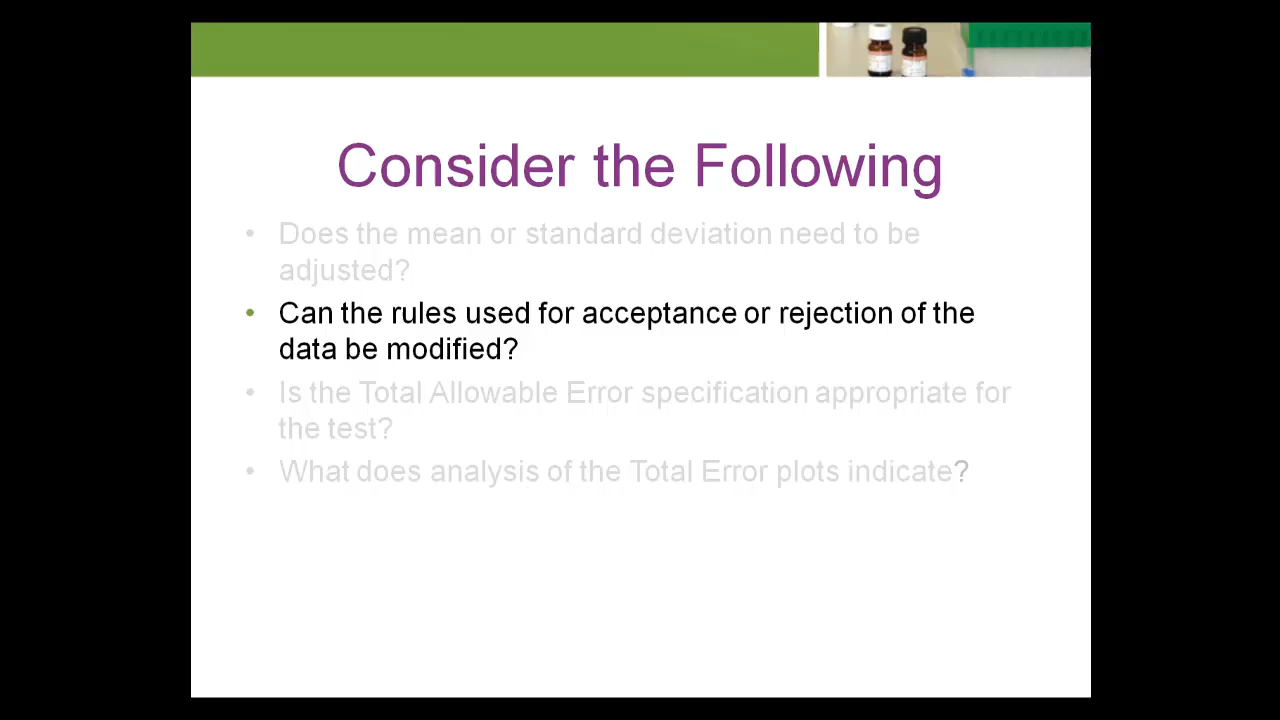 Consider the Following
• Does the mean or standard deviation need to be
adjusted?
• Can the rules used for acceptance or rejection of the
data be modified?
• Is the Total Allowable Error specification appropriate for
the test?
• What does analysis of the Total Error plots indicate?